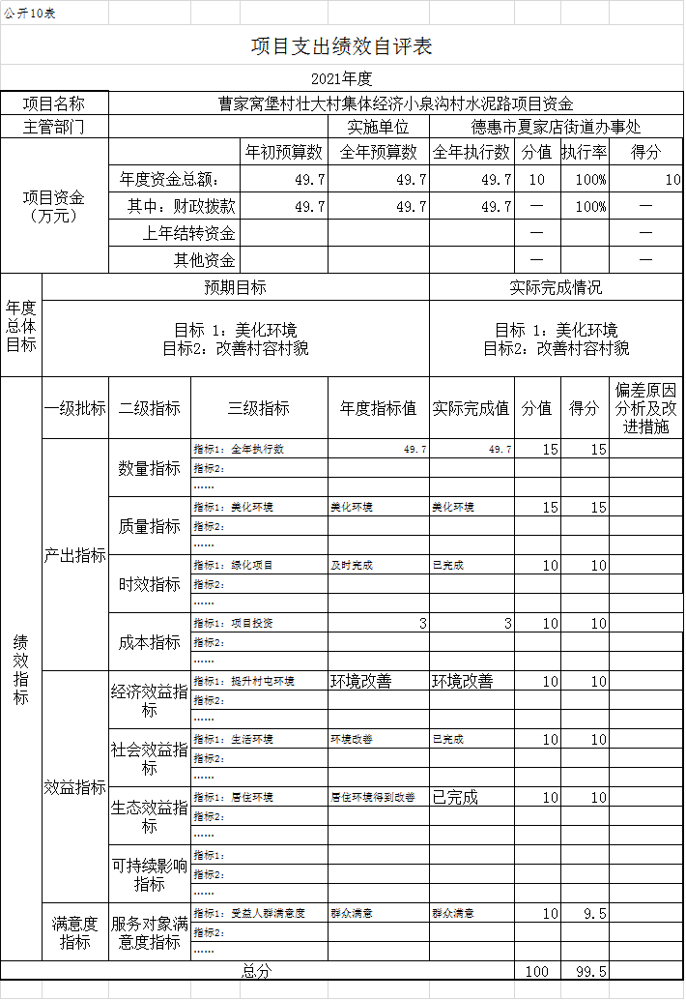 公开10表
项目支出绩效自评表
2021年度
项目名称 曹家窝堡村壮大村集体经济小泉沟村水泥路项目资金
主管部门 实施单位 德惠市夏家店街道办事处
项目资金
（万元）
年初预算数 全年预算数 全年执行数 分值 执行率 得分
年度资金总额： 49.7 49.7 49.7 10 100% 10
其中：财政拨款 49.7 49.7 49.7 — 100% —
上年结转资金 — —
其他资金 — —
年度
总体
目标
预期目标 实际完成情况
目标 1：美化环境
目标2：改善村容村貌
目标 1：美化环境
目标2：改善村容村貌
绩
效
指
标
一级批标 二级指标 三级指标 年度指标值 实际完成值 分值 得分
偏差原因
分析及改
进措施
产出指标
数量指标
指标1：全年执行数 49.7 49.7 15 15
指标2：
……
质量指标
指标1：美化环境 美化环境 美化环境 15 15
指标2：
……
时效指标
指标1：绿化项目 及时完成 已完成 10 10
指标2：
……
成本指标
指标1：项目投资 3 3 10 10
指标2：
……
效益指标
经济效益指
标
指标1：提升村屯环境 环境改善 环境改善 10 10
指标2：
……
社会效益指
标
指标1：生活环境 环境改善 已完成 10 10
指标2：
……
生态效益指
标
指标1：居住环境 居住环境得到改善 已完成 10 10
指标2：
……
可持续影响
指标
指标1：
指标2：
……
满意度
指标
服务对象满
意度指标
指标1：受益人群满意度 群众满意 群众满意 10 9.5
指标2：
……
总分 100 99.5